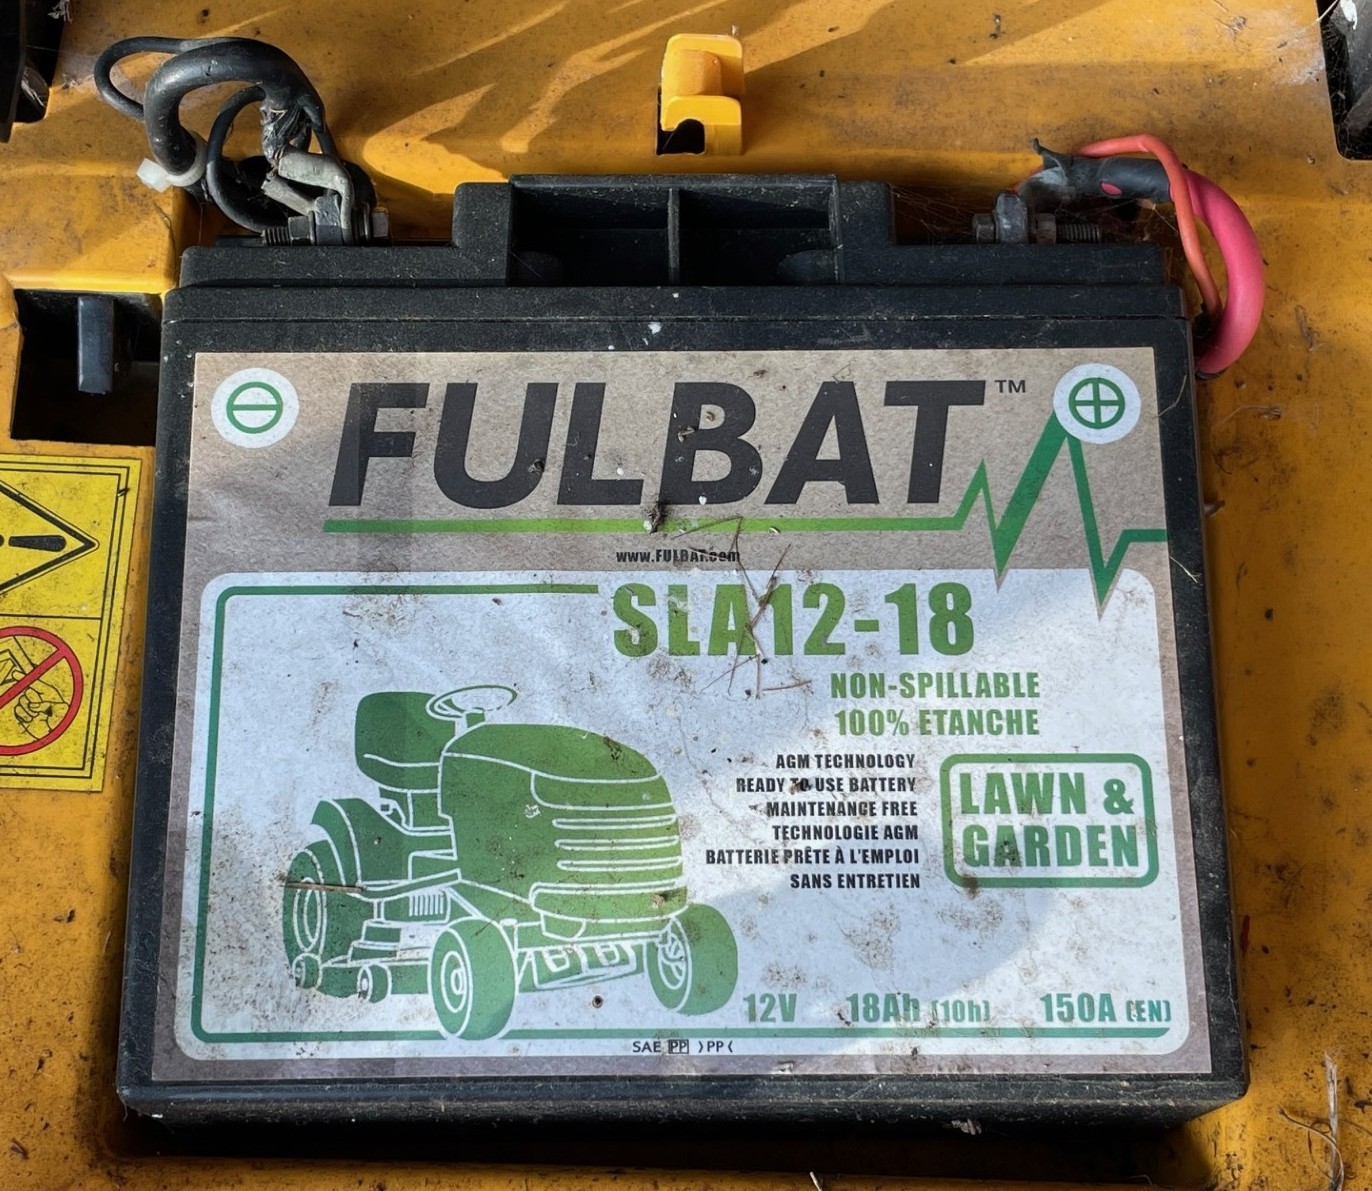 FULBAT™
www.FULBAT.com
SLA12-18
NON-SPILLABLE
100% ETANCHE
AGM TECHNOLOGY
READY TO USE BATTERY
MAINTENANCE FREE
TECHNOLOGIE AGM
BATTERIE PRÊTE À L'EMPLOI
SANS ENTRETIEN
LAWN &
GARDEN
12V 18Ah (10h) 150A (EN)
SAE PP >PP<